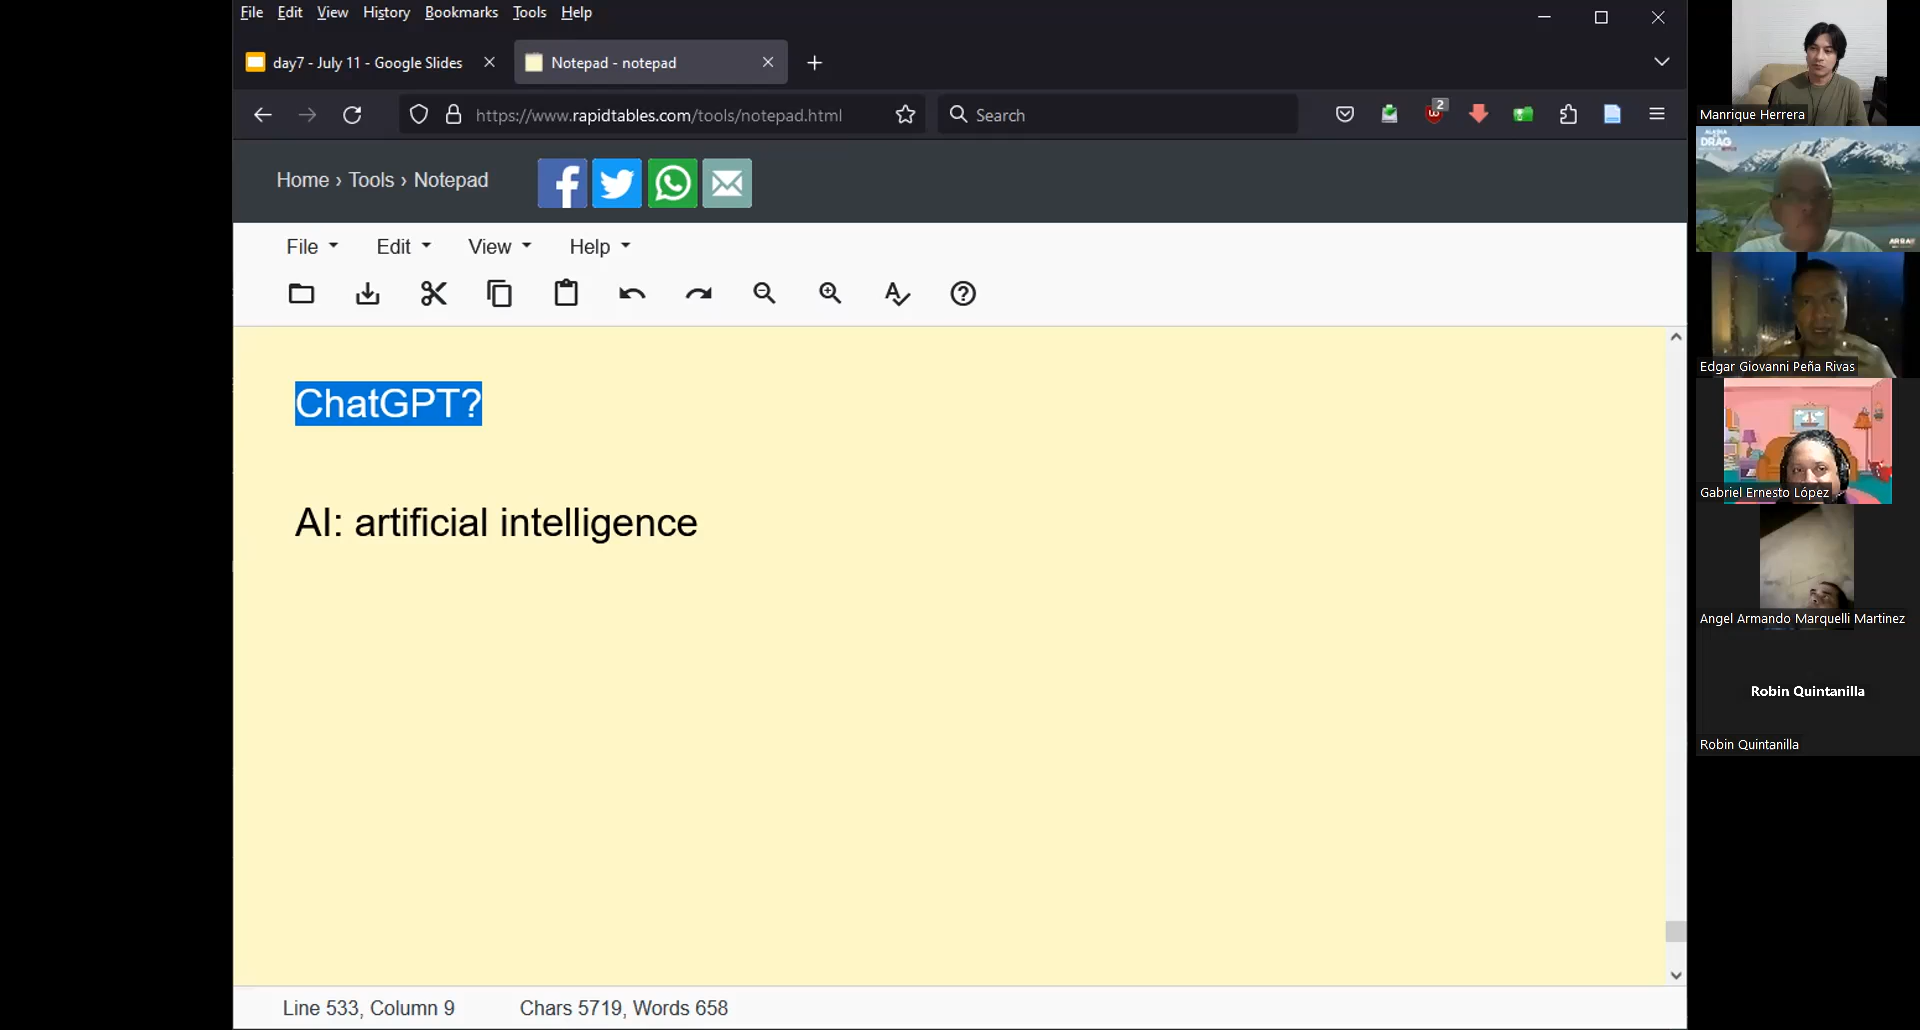 File Edit View History Bookmarks Tools Help
day7 - July 11 - Google Slides
Notepad - notepad
https://www.rapidtables.com/tools/notepad.html
Search
2
Home › Tools › Notepad
File Edit View Help
ChatGPT?
AI: artificial intelligence
Line 533, Column 9 Chars 5719, Words 658
Manrique Herrera
DRAG
Edgar Giovanni Peña Rivas
Gabriel Ernesto López
Angel Armando Marquelli Martinez
Robin Quintanilla
Robin Quintanilla